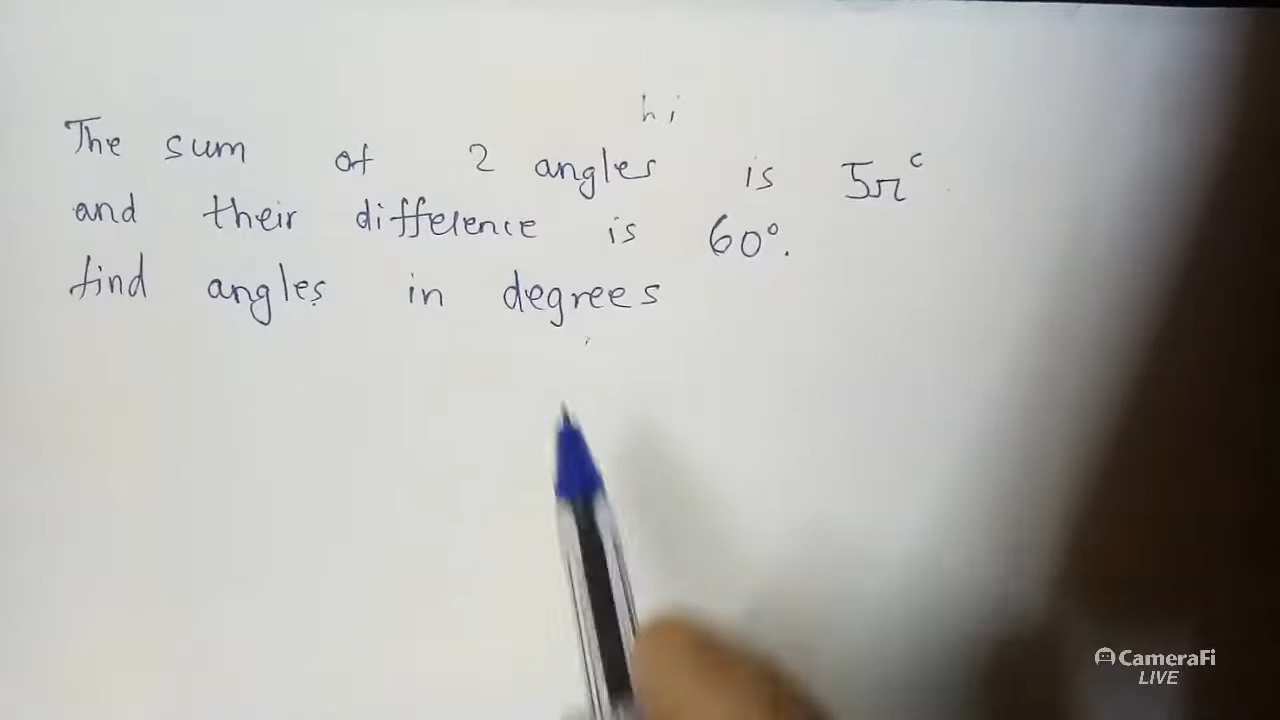 hi
The sum of 2 angles is 5π^c
and their difference is 60°.
find angles in degrees
CameraFi
LIVE